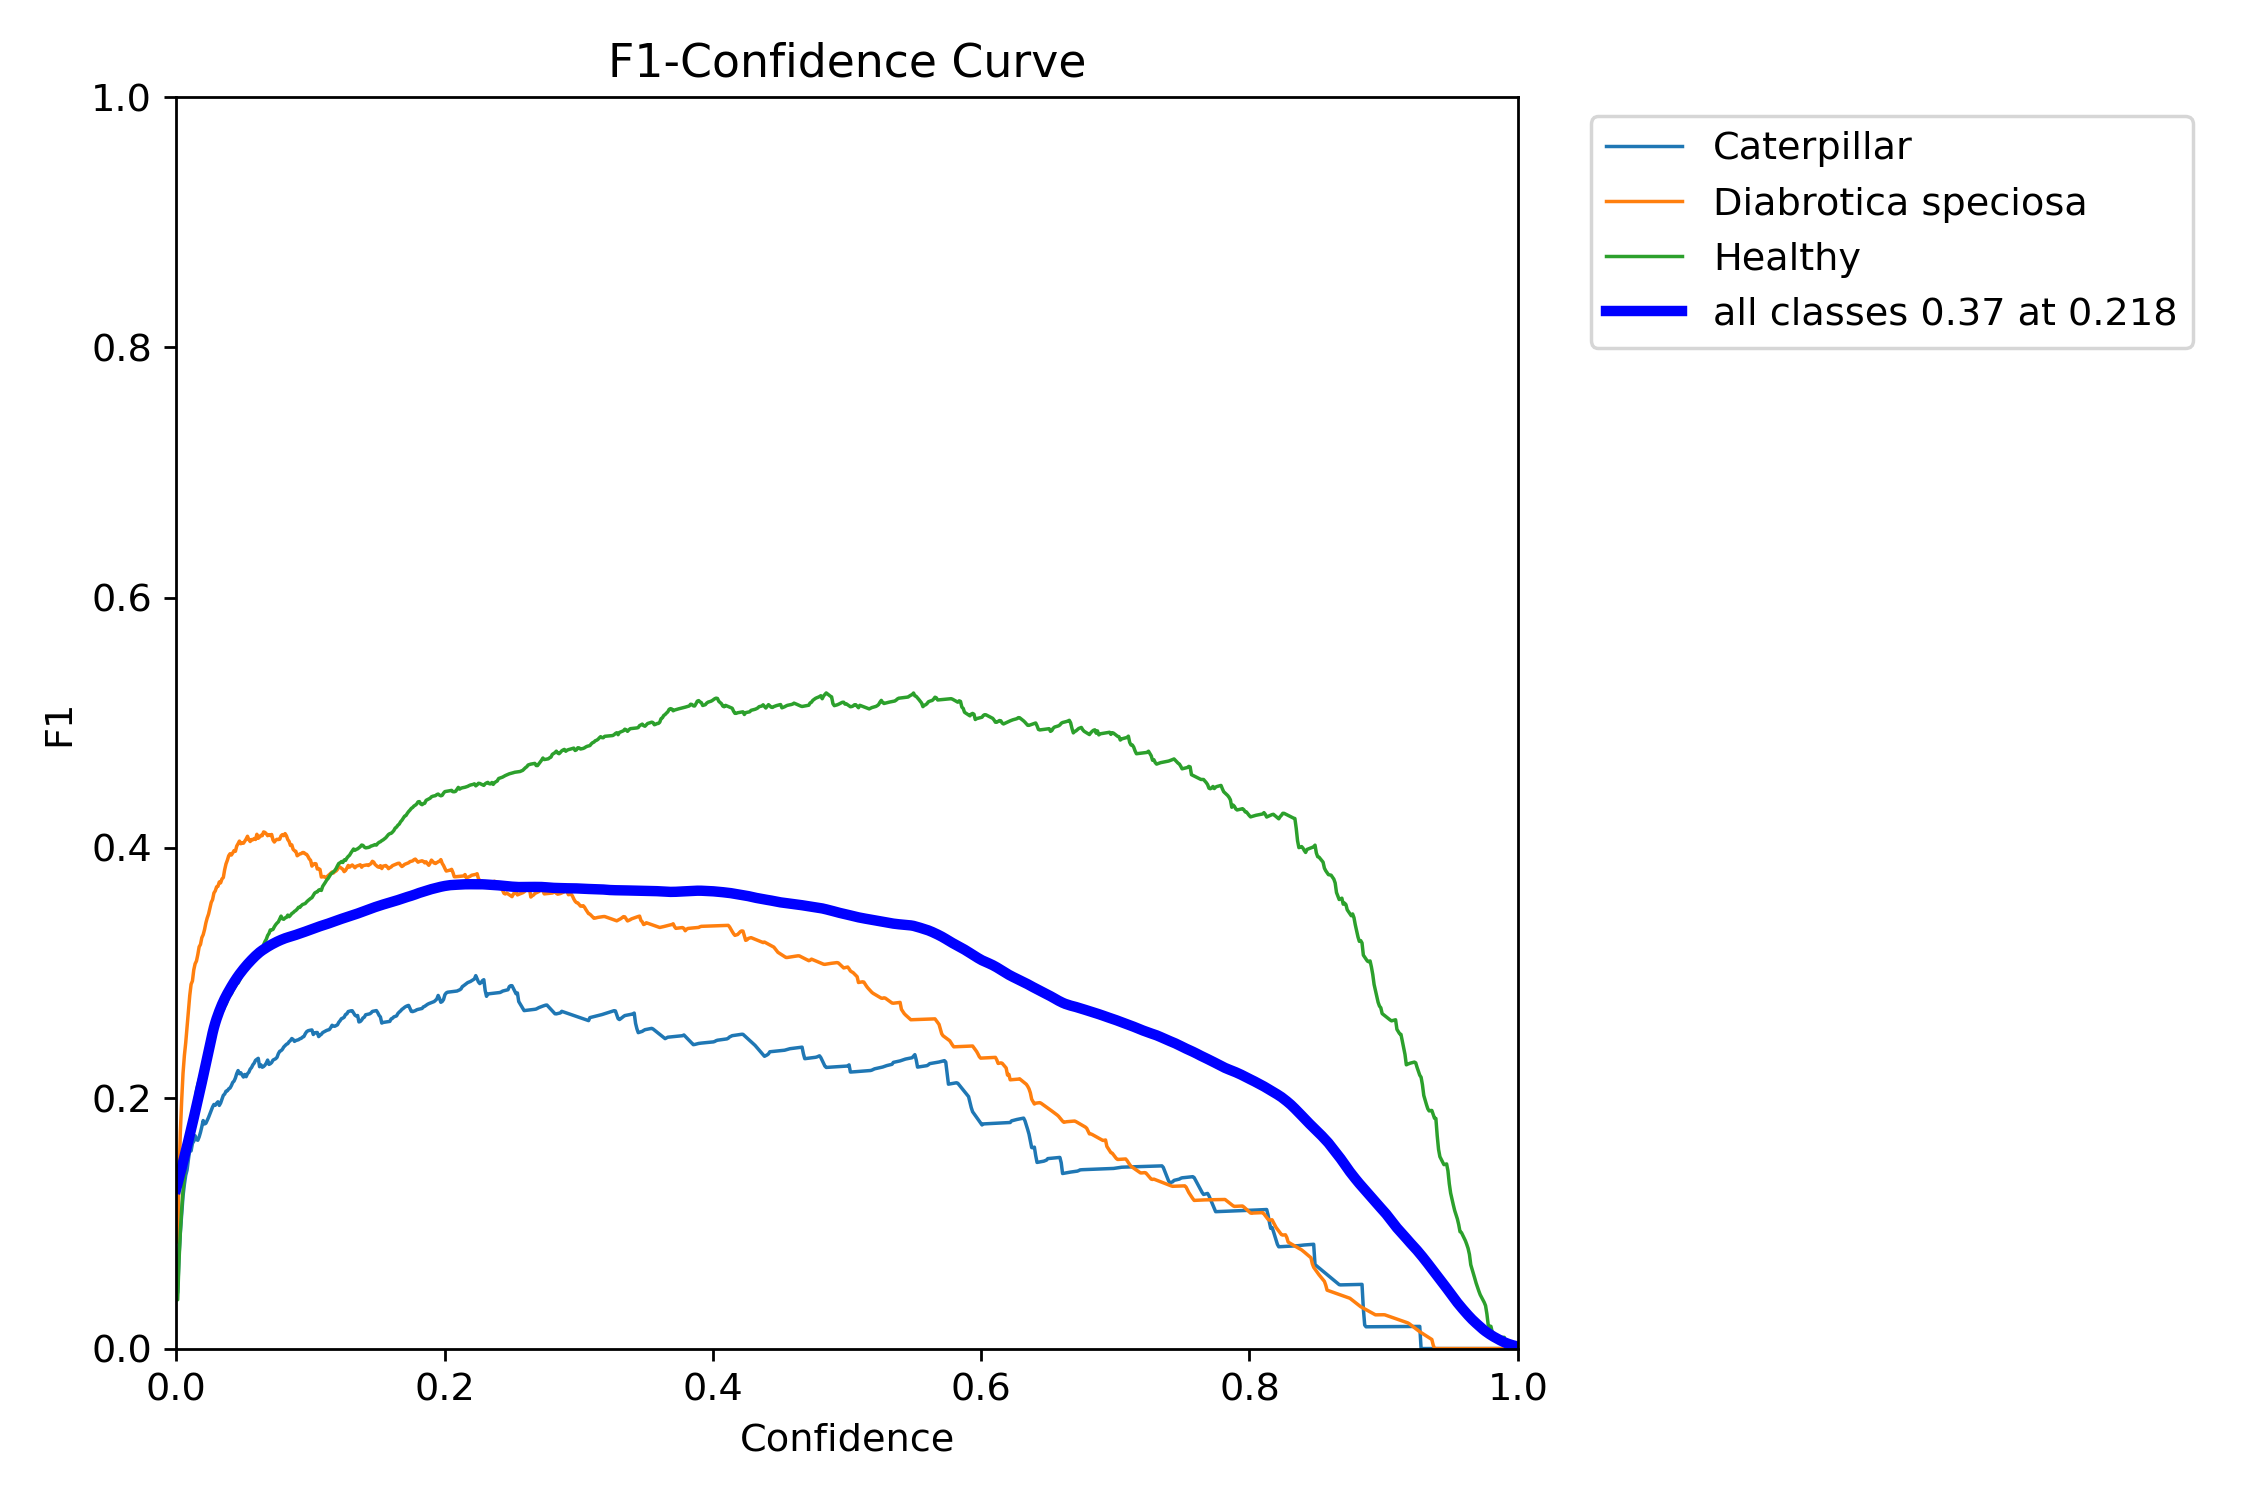 F1-Confidence Curve
1.0
0.8
0.6
0.4
0.2
0.0
F1
0.0 0.2 0.4 0.6 0.8 1.0
Confidence
Caterpillar
Diabrotica speciosa
Healthy
all classes 0.37 at 0.218